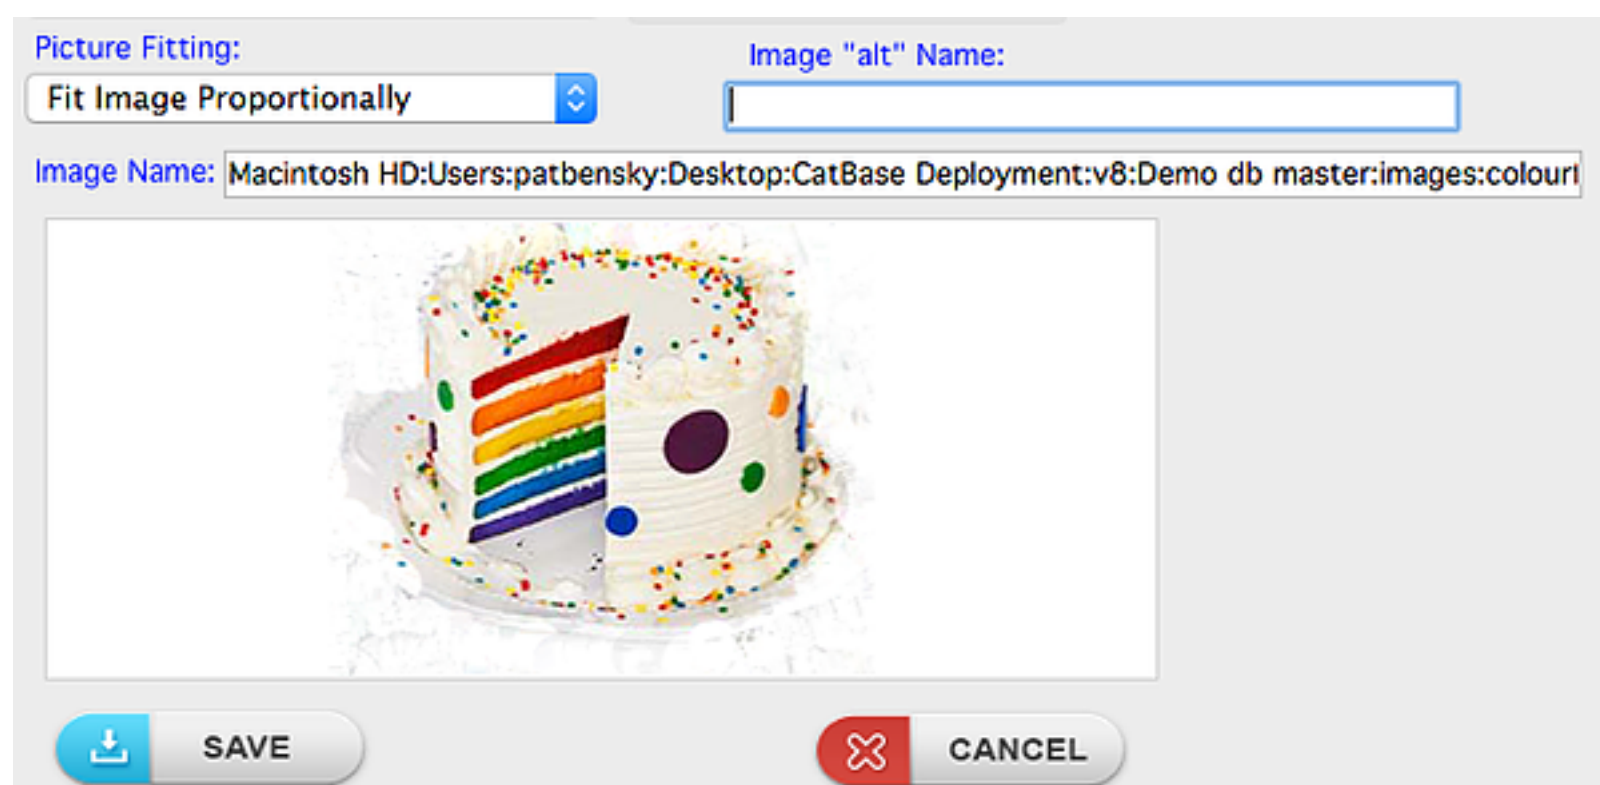 Picture Fitting:
Image "alt" Name:
Fit Image Proportionally
Image Name: Macintosh HD:Users:patbensky:Desktop:CatBase Deployment:v8:Demo db master:images:colour
SAVE
CANCEL